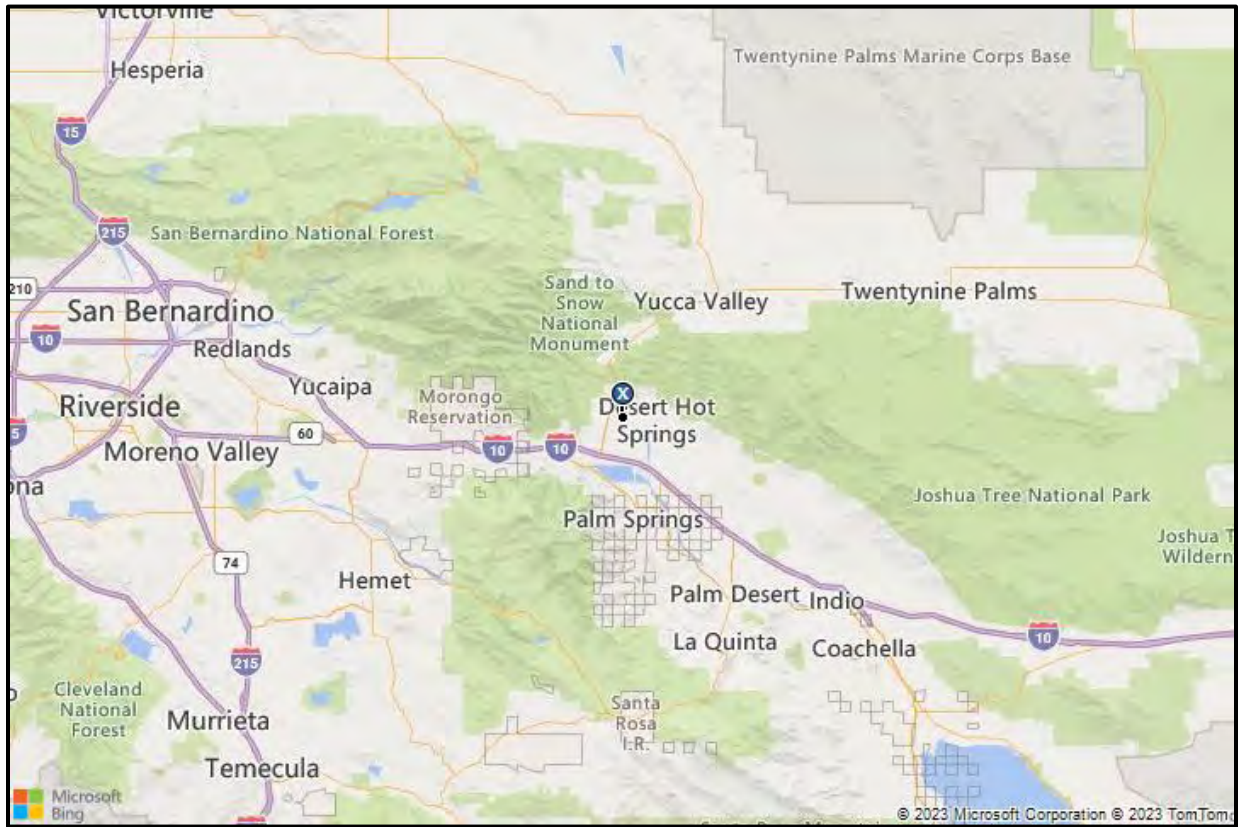 Victorville
Hesperia
Twentynine Palms Marine Corps Base
15
215
San Bernardino National Forest
210
San Bernardino
10
Redlands
Sand to
Snow
National
Monument
Yucca Valley
Twentynine Palms
Yucaipa
Morongo
Reservation
X
Desert Hot
Springs
Riverside
60
Moreno Valley
10
10
5
ona
Joshua Tree National Park
Palm Springs
Joshua T
Wildern
74
Hemet
Palm Desert
Indio
La Quinta
Coachella
10
215
Cleveland
National
Forest
Santa
Rosa
I.R.
Murrieta
Temecula
Microsoft
Bing
© 2023 Microsoft Corporation © 2023 TomTom